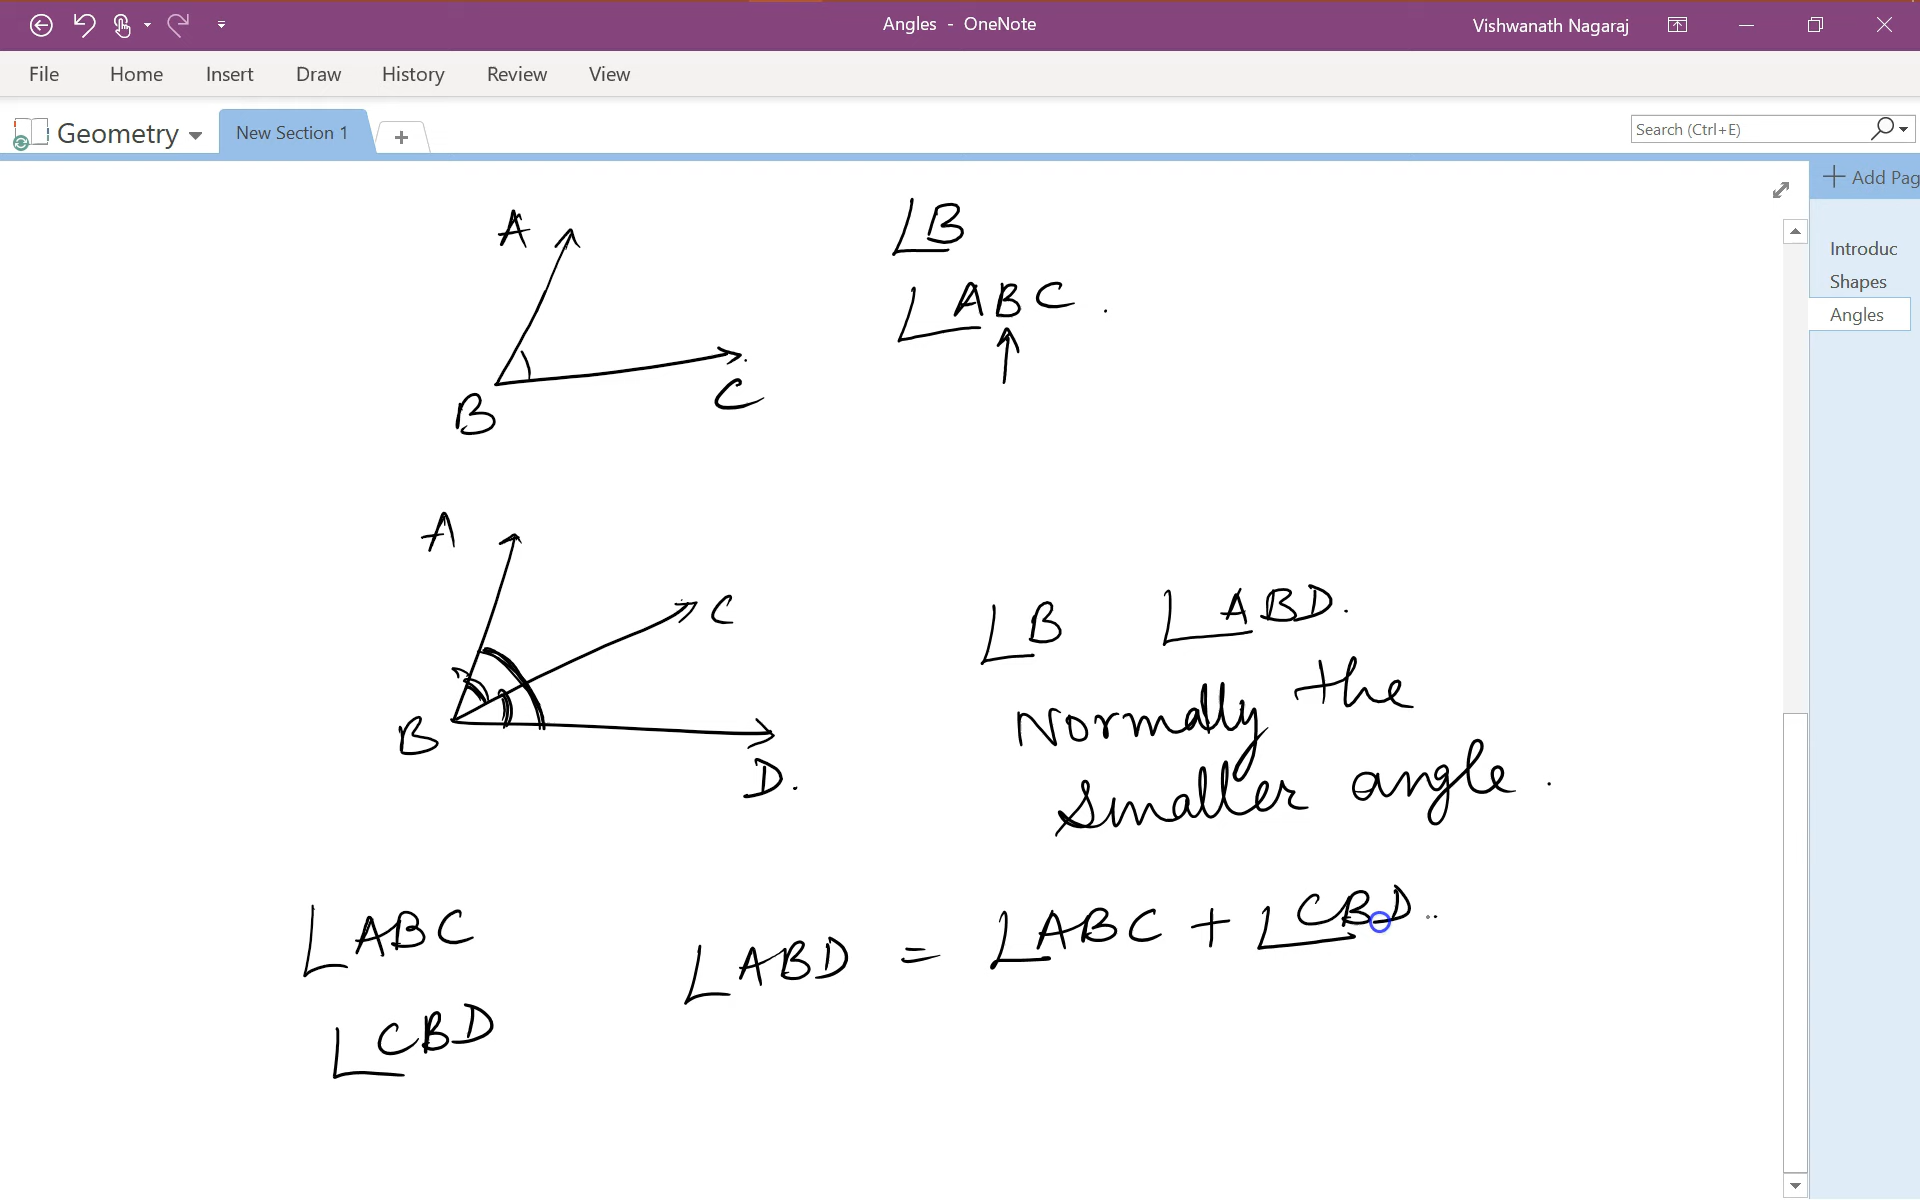 Angles - OneNote
Vishwanath Nagaraj
File Home Insert Draw History Review View
Geometry
New Section 1
+
Search (Ctrl+E)
Add Pag
Introduc
Shapes
Angles
A
B
C
∠B
∠ABC.
A
C
B
D.
∠B ∠ABD.
Normally the
smaller angle.
∠ABC
∠CBD
∠ABD = ∠ABC + ∠CBD..